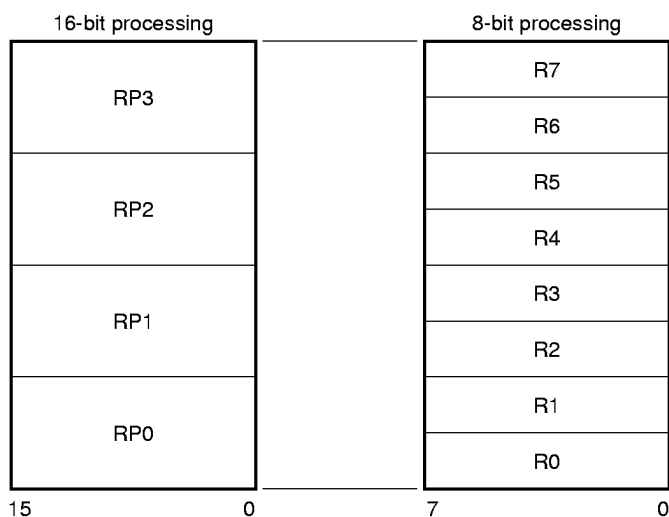 16-bit processing
8-bit processing
RP3
RP2
RP1
RP0
15 0
R7
R6
R5
R4
R3
R2
R1
R0
7 0